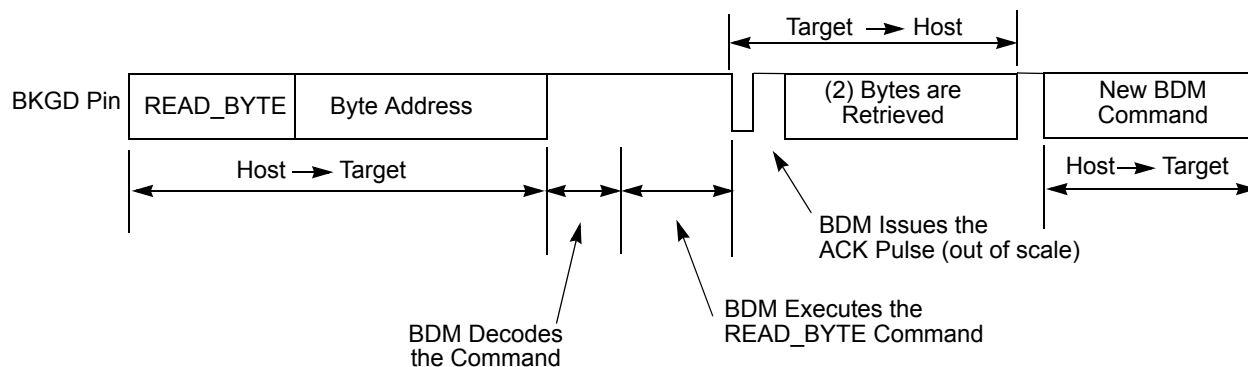 Target → Host
BKGD Pin
READ_BYTE
Byte Address
(2) Bytes are
Retrieved
New BDM
Command
Host → Target
Host → Target
BDM Issues the
ACK Pulse (out of scale)
BDM Decodes
the Command
BDM Executes the
READ_BYTE Command